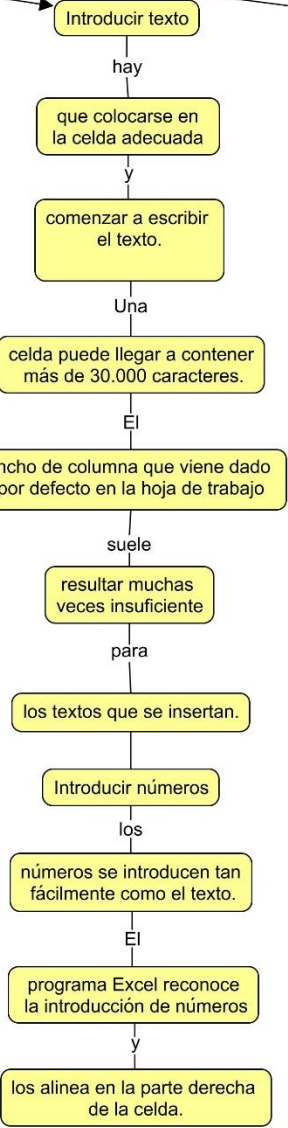 Introducir texto
hay
que colocarse en
la celda adecuada
y
comenzar a escribir
el texto.
Una
celda puede llegar a contener
más de 30.000 caracteres.
El
de columna que viene dado
por defecto en la hoja de trabajo
suele
resultar muchas
veces insuficiente
para
los textos que se insertan.
Introducir números
los
números se introducen tan
fácilmente como el texto.
El
programa Excel reconoce
la introducción de números
y
los alinea en la parte derecha
de la celda.